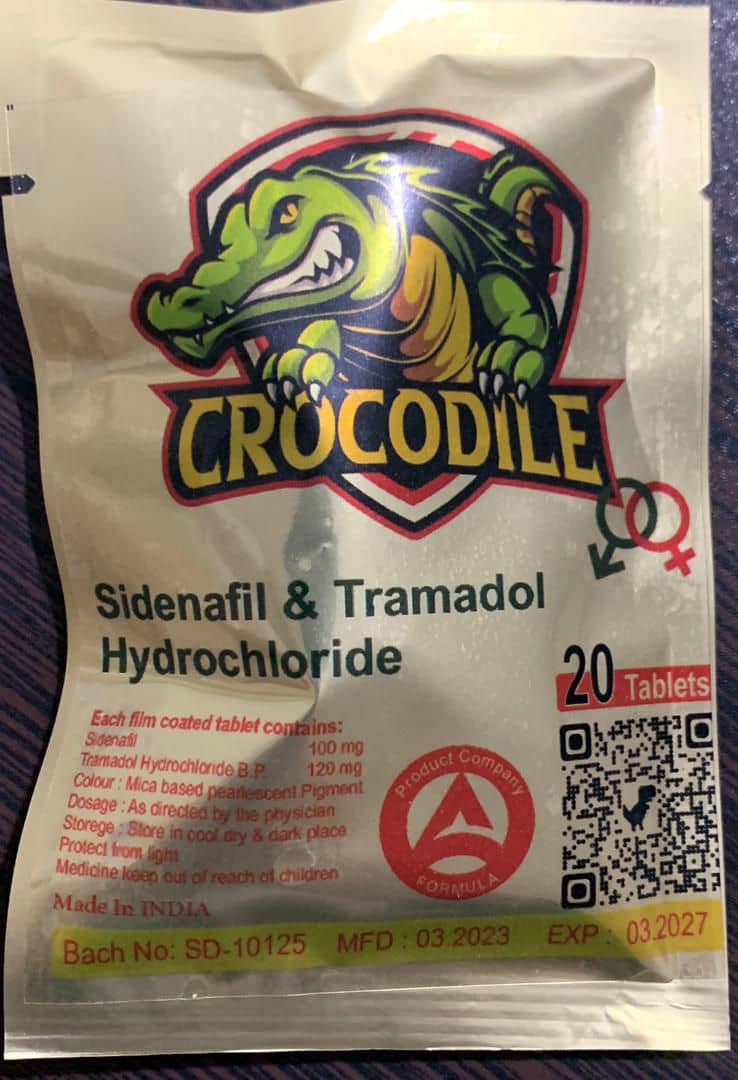 CROCODILE
Sidenafil & Tramadol
Hydrochloride
20 Tablets
Each film coated tablet contains:
Sidenafil 100 mg
Tramadol Hydrochloride B.P. 120 mg
Colour : Mica based pearlescent Pigment
Dosage : As directed by the physician
Storege : Store in cool dry & dark place
Protect from light
Medicine keep out of reach of children
Made In INDIA
Product Company
FORMULA
Bach No: SD-10125 MFD : 03.2023 EXP : 03.2027